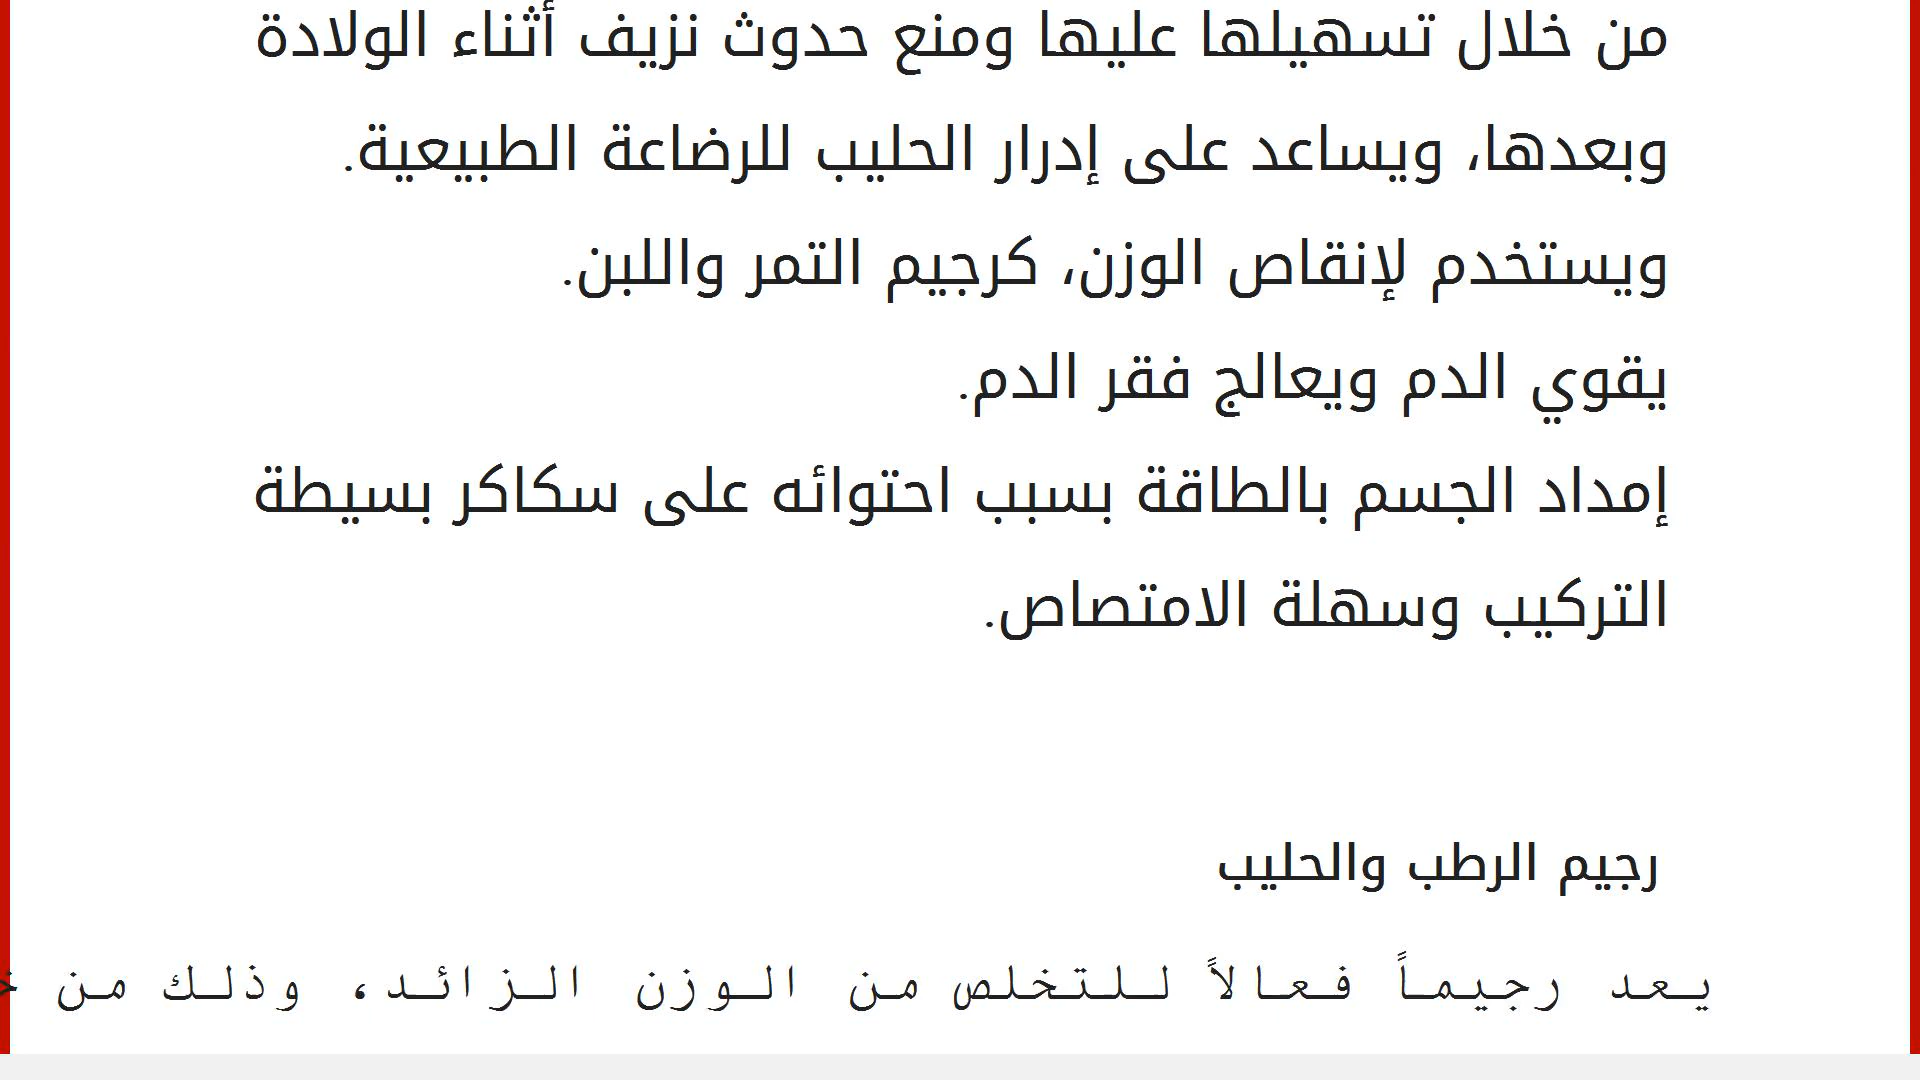 من خلال تسهيلها عليها ومنع حدوث نزيف أثناء الولادة
وبعدها، ويساعد على إدرار الحليب للرضاعة الطبيعية.
ويستخدم لإنقاص الوزن، كرجيم التمر واللبن.
يقوي الدم ويعالج فقر الدم.
إمداد الجسم بالطاقة بسبب احتوائه على سكاكر بسيطة
التركيب وسهلة الامتصاص.
رجيم الرطب والحليب
يعد رجيماً فعالاً للتخلص من الوزن الزائد، وذلك من